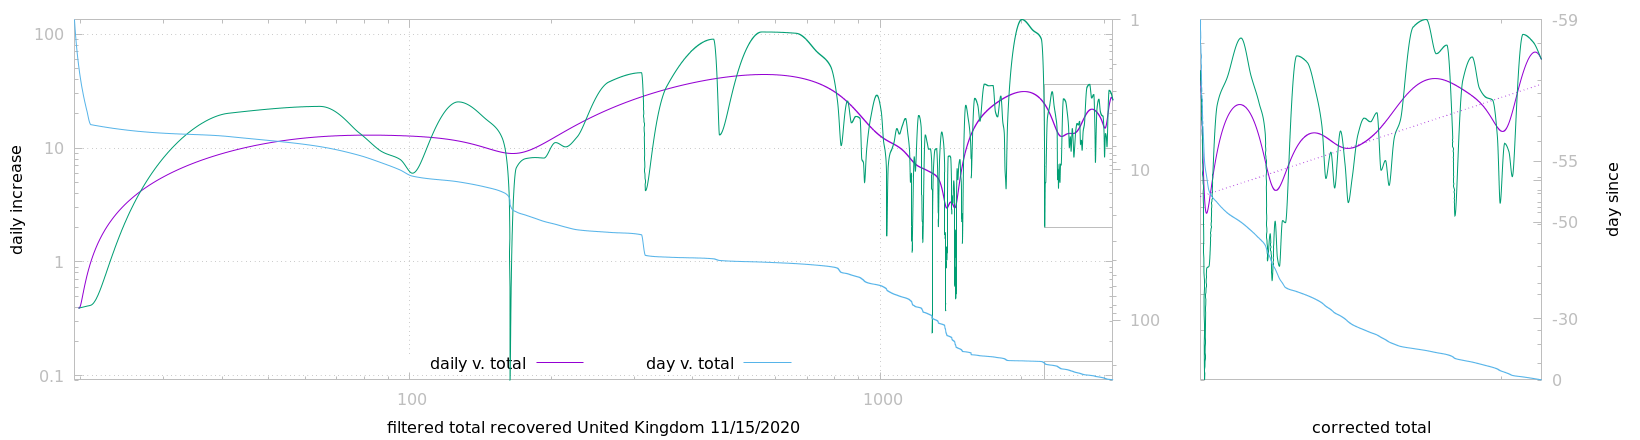 daily increase
100
10
1
0.1
100
1000
1
10
100
daily v. total
day v. total
filtered total recovered United Kingdom 11/15/2020
-59
-55
-50
-30
0
day since
corrected total